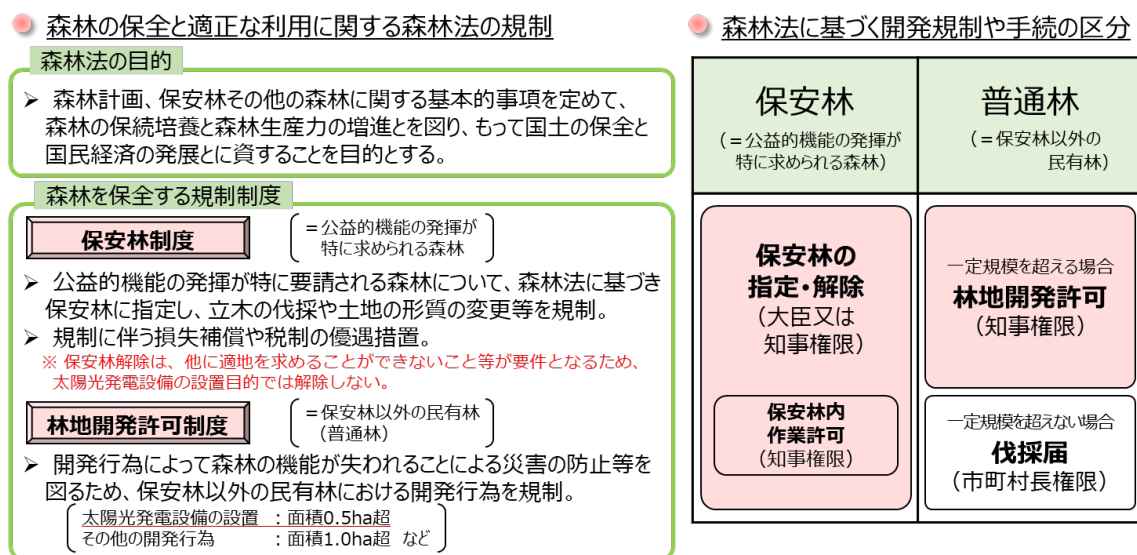 森林の保全と適正な利用に関する森林法の規制
森林法の目的
➢ 森林計画、保安林その他の森林に関する基本的事項を定めて、
森林の保続培養と森林生産力の増進とを図り、もって国土の保全と
国民経済の発展とに資することを目的とする。
森林を保全する規制制度
保安林制度
=公益的機能の発揮が
特に求められる森林
➢ 公益的機能の発揮が特に要請される森林について、森林法に基づき
保安林に指定し、立木の伐採や土地の形質の変更等を規制。
➢ 規制に伴う損失補償や税制の優遇措置。
※ 保安林解除は、他に適地を求めることができないこと等が要件となるため、
太陽光発電設備の設置目的では解除しない。
林地開発許可制度
=保安林以外の民有林
(普通林)
➢ 開発行為によって森林の機能が失われることによる災害の防止等を
図るため、保安林以外の民有林における開発行為を規制。
太陽光発電設備の設置 :面積0.5ha超
その他の開発行為 :面積1.0ha超 など
森林法に基づく開発規制や手続の区分
保安林
(=公益的機能の発揮が
特に求められる森林)
普通林
(=保安林以外の
民有林)
保安林の
指定・解除
(大臣又は
知事権限)
保安林内
作業許可
(知事権限)
一定規模を超える場合
林地開発許可
(知事権限)
一定規模を超えない場合
伐採届
(市町村長権限)